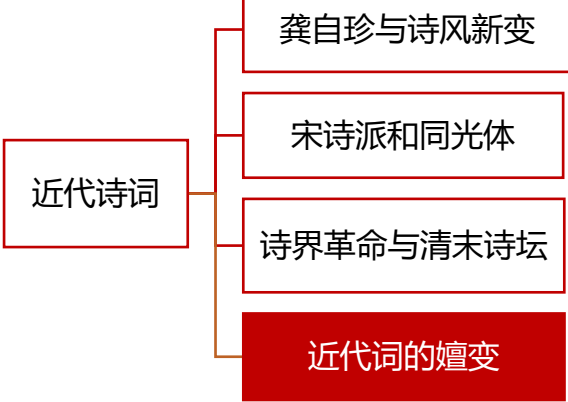 龚自珍与诗风新变
宋诗派和同光体
近代诗词
诗界革命与清末诗坛
近代词的嬗变